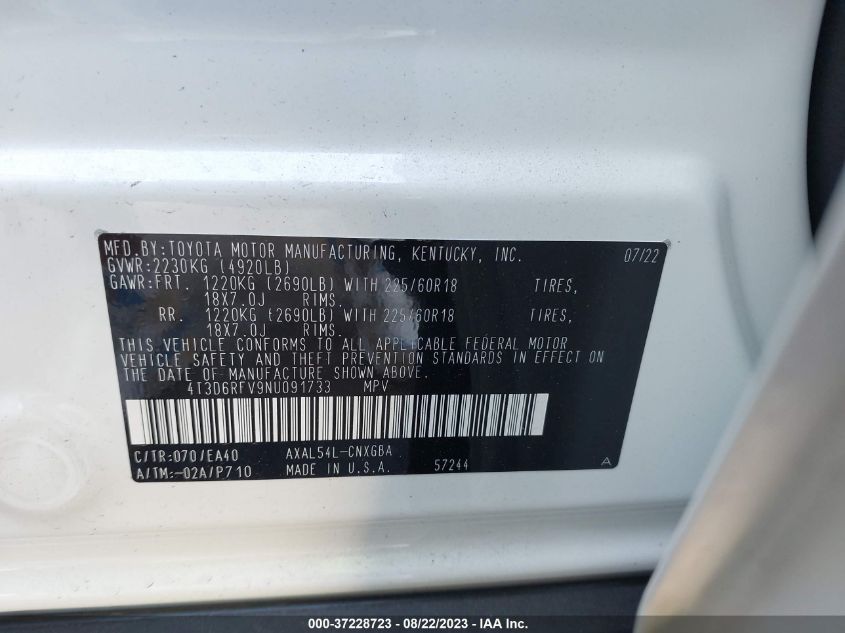 MFD.BY:TOYOTA MOTOR MANUFACTURING, KENTUCKY, INC. 07/22
GVWR:2230KG (4920LB)
GAWR:FRT. 1220KG (2690LB) WITH 225/60R18 TIRES,
18X7.0J RIMS.
RR. 1220KG (2690LB) WITH 225/60R18 TIRES,
18X7.0J RIMS.
THIS VEHICLE CONFORMS TO ALL APPLICABLE FEDERAL MOTOR
VEHICLE SAFETY AND THEFT PREVENTION STANDARDS IN EFFECT ON
THE DATE OF MANUFACTURE SHOWN ABOVE.
4T3D6RFV9NU091733 MPV
C/TR:070/EA40 AXAL54L-CNXGBA
A/TM:-02A/P710 MADE IN U.S.A. 57244 A
000-37228723 - 08/22/2023 - IAA Inc.